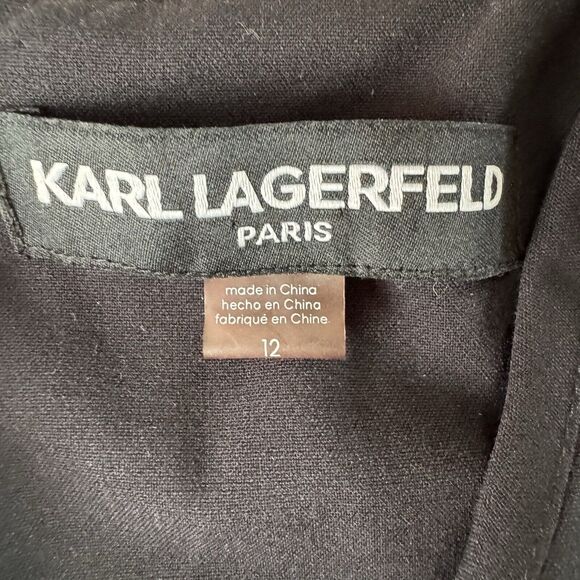 KARL LAGERFELD
PARIS
made in China
hecho en China
fabriqué en Chine
12